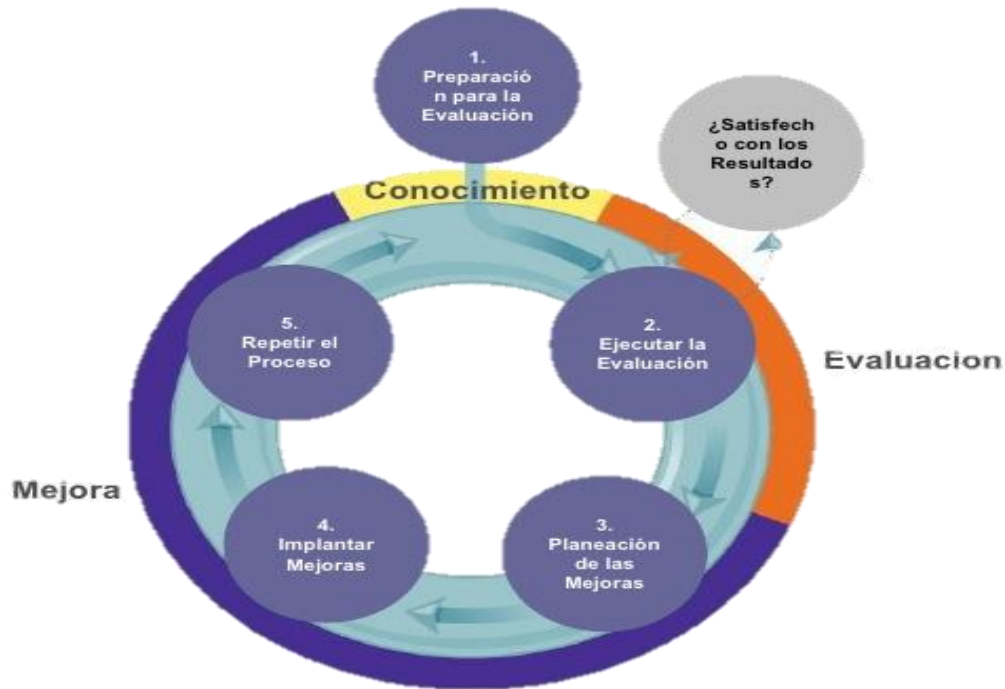 1.
Preparació
n para la
Evaluación
¿Satisfech
o con los
Resultado
s?
Conocimiento
5.
Repetir el
Proceso
2.
Ejecutar la
Evaluación
Evaluacion
Mejora
4.
Implantar
Mejoras
3.
Planeación
de las
Mejoras